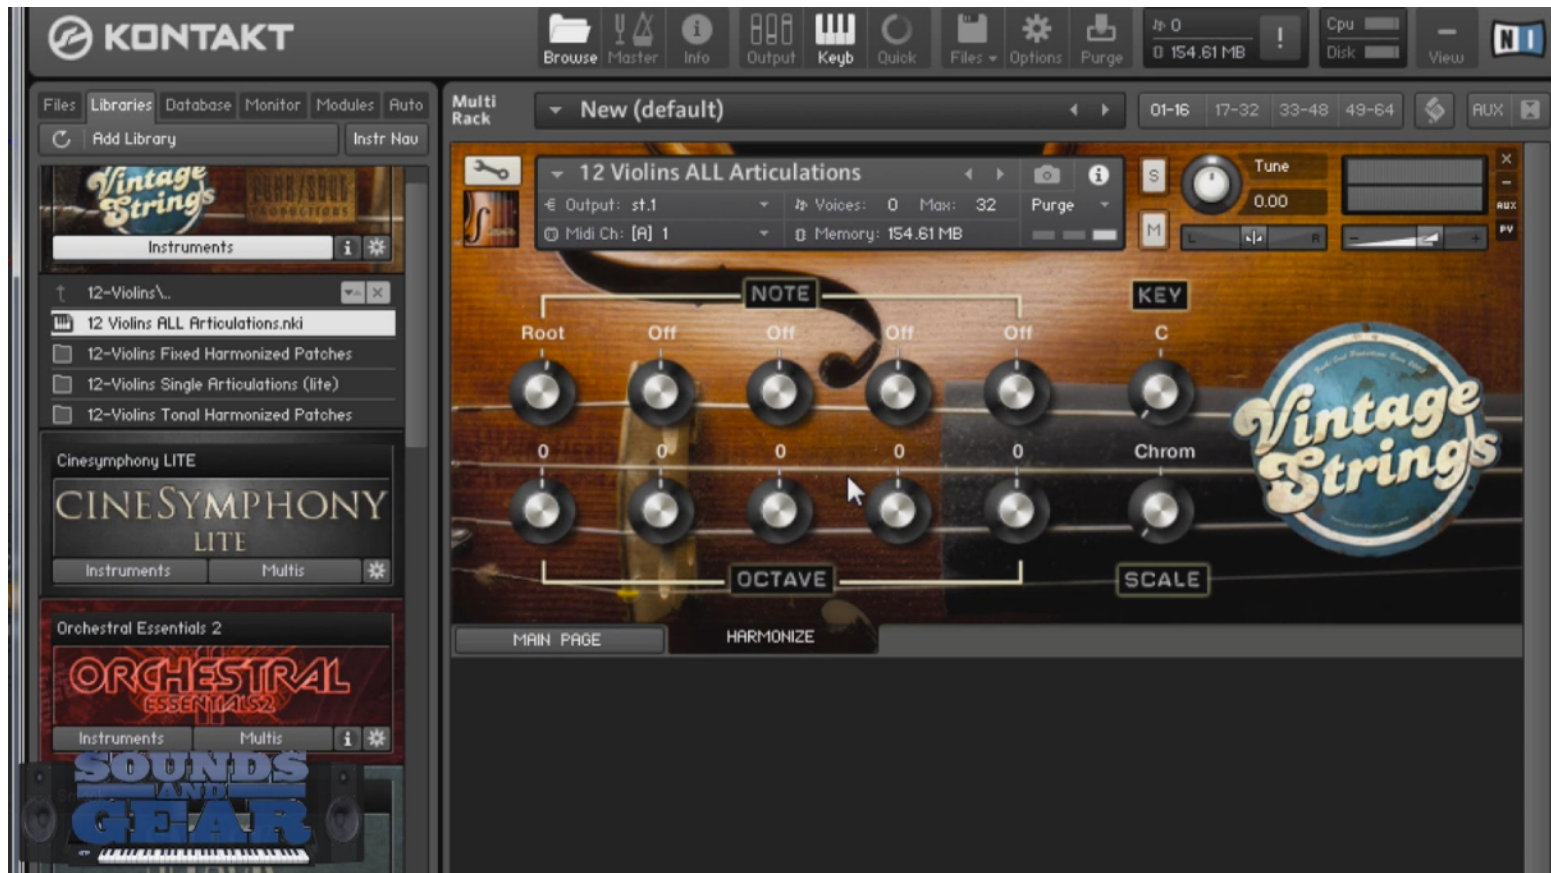 KONTAKT
Browse Master Info Output Keyb Quick Files Options Purge
0
154.61 MB
!
Cpu
Disk
View
NI
Files Libraries Database Monitor Modules Auto
Add Library Instr Nav
Multi
Rack
New (default)
01-16 17-32 33-48 49-64
AUX
Vintage
Strings
Instruments
12-Violins\..
12 Violins ALL Articulations.nki
12-Violins Fixed Harmonized Patches
12-Violins Single Articulations (lite)
12-Violins Tonal Harmonized Patches
Cinesymphony LITE
CINESYMPHONY
LITE
Instruments Multis
Orchestral Essentials 2
ORCHESTRAL
ESSENTIALS2
Instruments Multis
SOUNDS
AND
GEAR
12 Violins ALL Articulations
Output: st.1 Voices: 0 Max: 32 Purge
Midi Ch: [A] 1 Memory: 154.61 MB
S
M
Tune
0.00
L R
- +
AUX
PV
NOTE KEY
Root Off Off Off Off C
0 0 0 0 0 Chrom
OCTAVE SCALE
Vintage
Strings
MAIN PAGE HARMONIZE